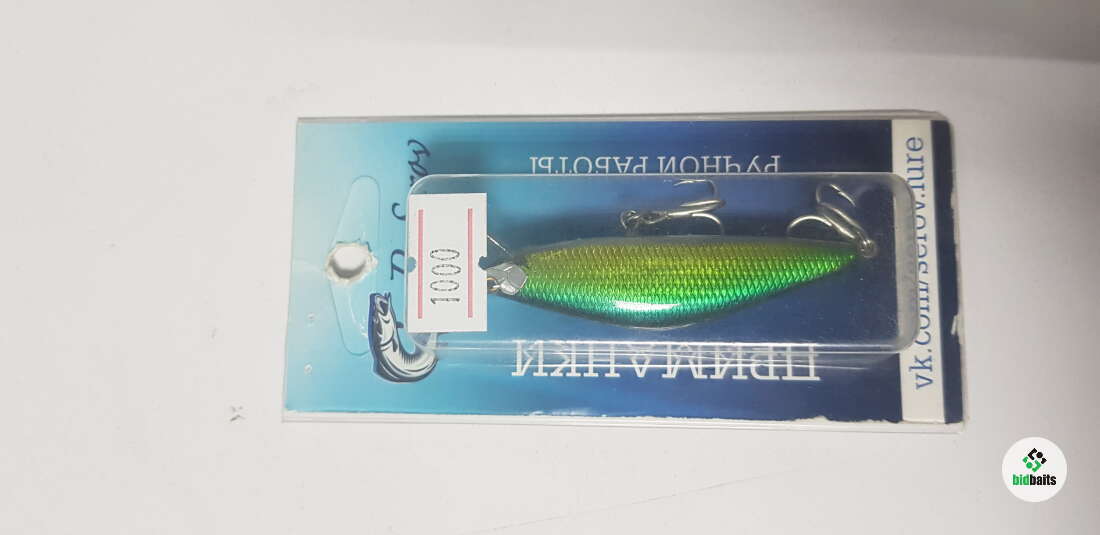 ПРИМАНКИ
РУЧНОЙ РАБОТЫ
1000
vk.com/serov.lure
bidbaits